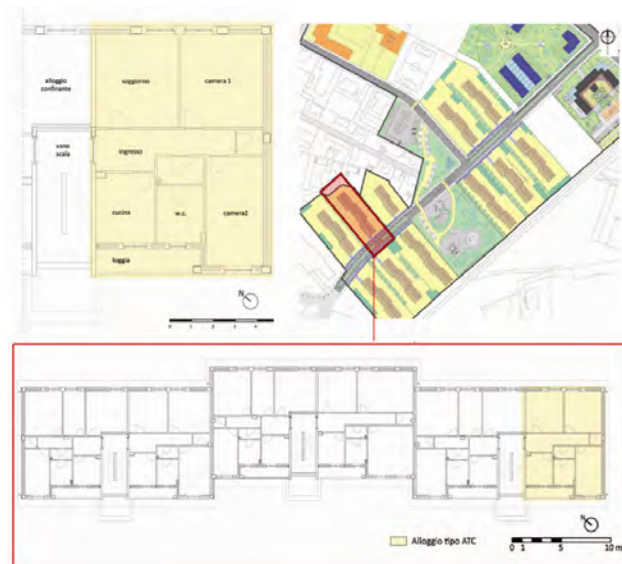 alloggio
confinante
soggiorno
camera 1
vano
scala
ingresso
cucina
w.c.
camera2
loggia
N
0 1 2 3 4
N
Alloggio tipo ATC
0 1 3 5 10 m